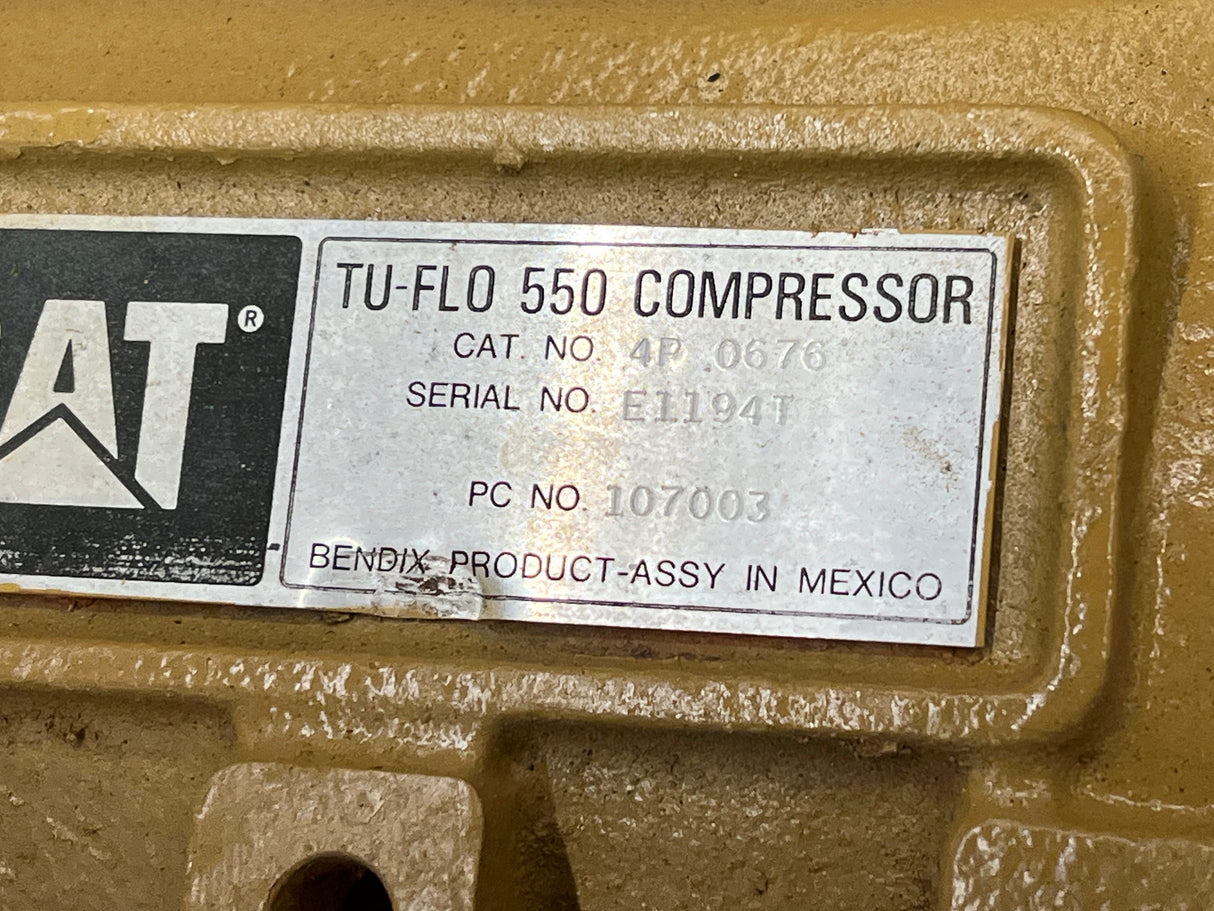 CAT®
TU-FLO 550 COMPRESSOR
CAT. NO. 4P 0676
SERIAL NO. E1194T
PC NO. 107003
BENDIX PRODUCT-ASSY IN MEXICO